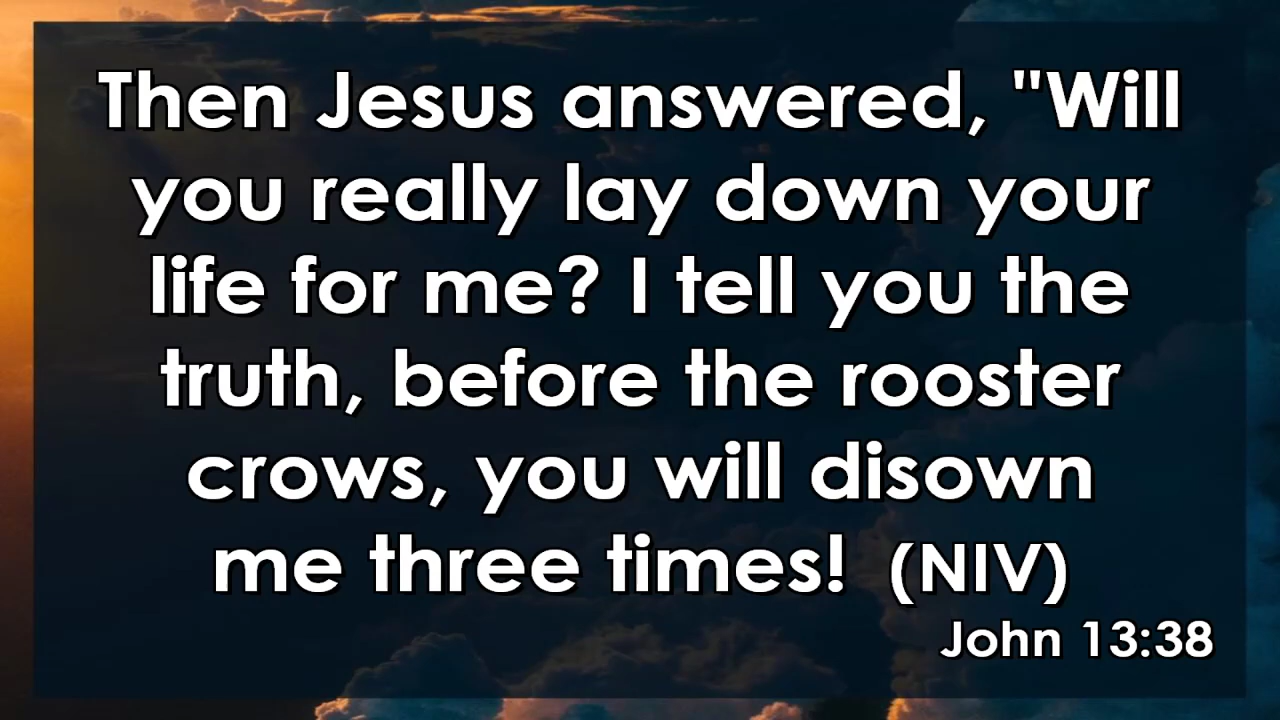 Then Jesus answered, "Will
you really lay down your
life for me? I tell you the
truth, before the rooster
crows, you will disown
me three times! (NIV)
John 13:38